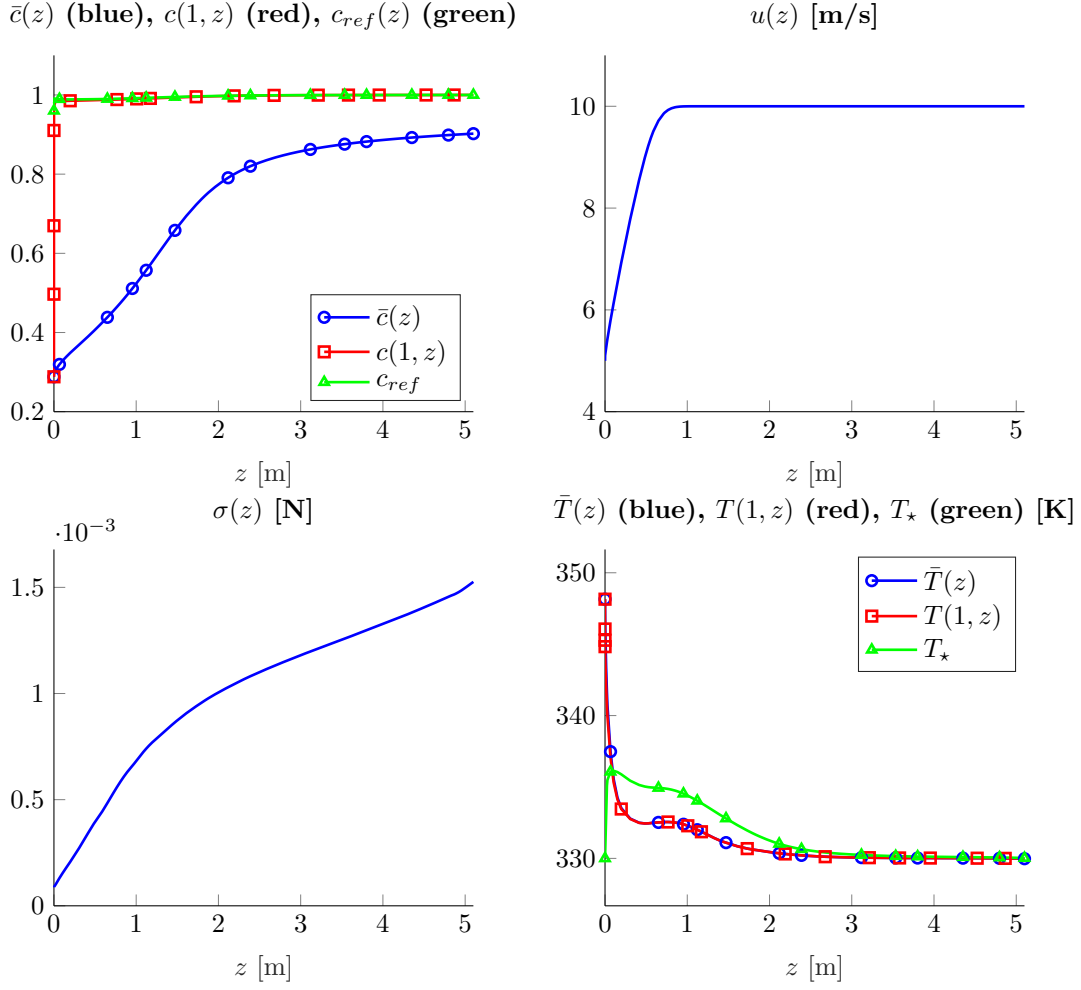 c̄(z) (blue), c(1, z) (red), c_ref(z) (green)
1
0.8
0.6
0.4
0.2
0 1 2 3 4 5
z [m]
c̄(z)
c(1, z)
c_ref
u(z) [m/s]
10
8
6
4
0 1 2 3 4 5
z [m]
σ(z) [N]
·10⁻³
1.5
1
0.5
0
0 1 2 3 4 5
z [m]
T̄(z) (blue), T(1, z) (red), T⋆ (green) [K]
350
340
330
0 1 2 3 4 5
z [m]
T̄(z)
T(1, z)
T⋆